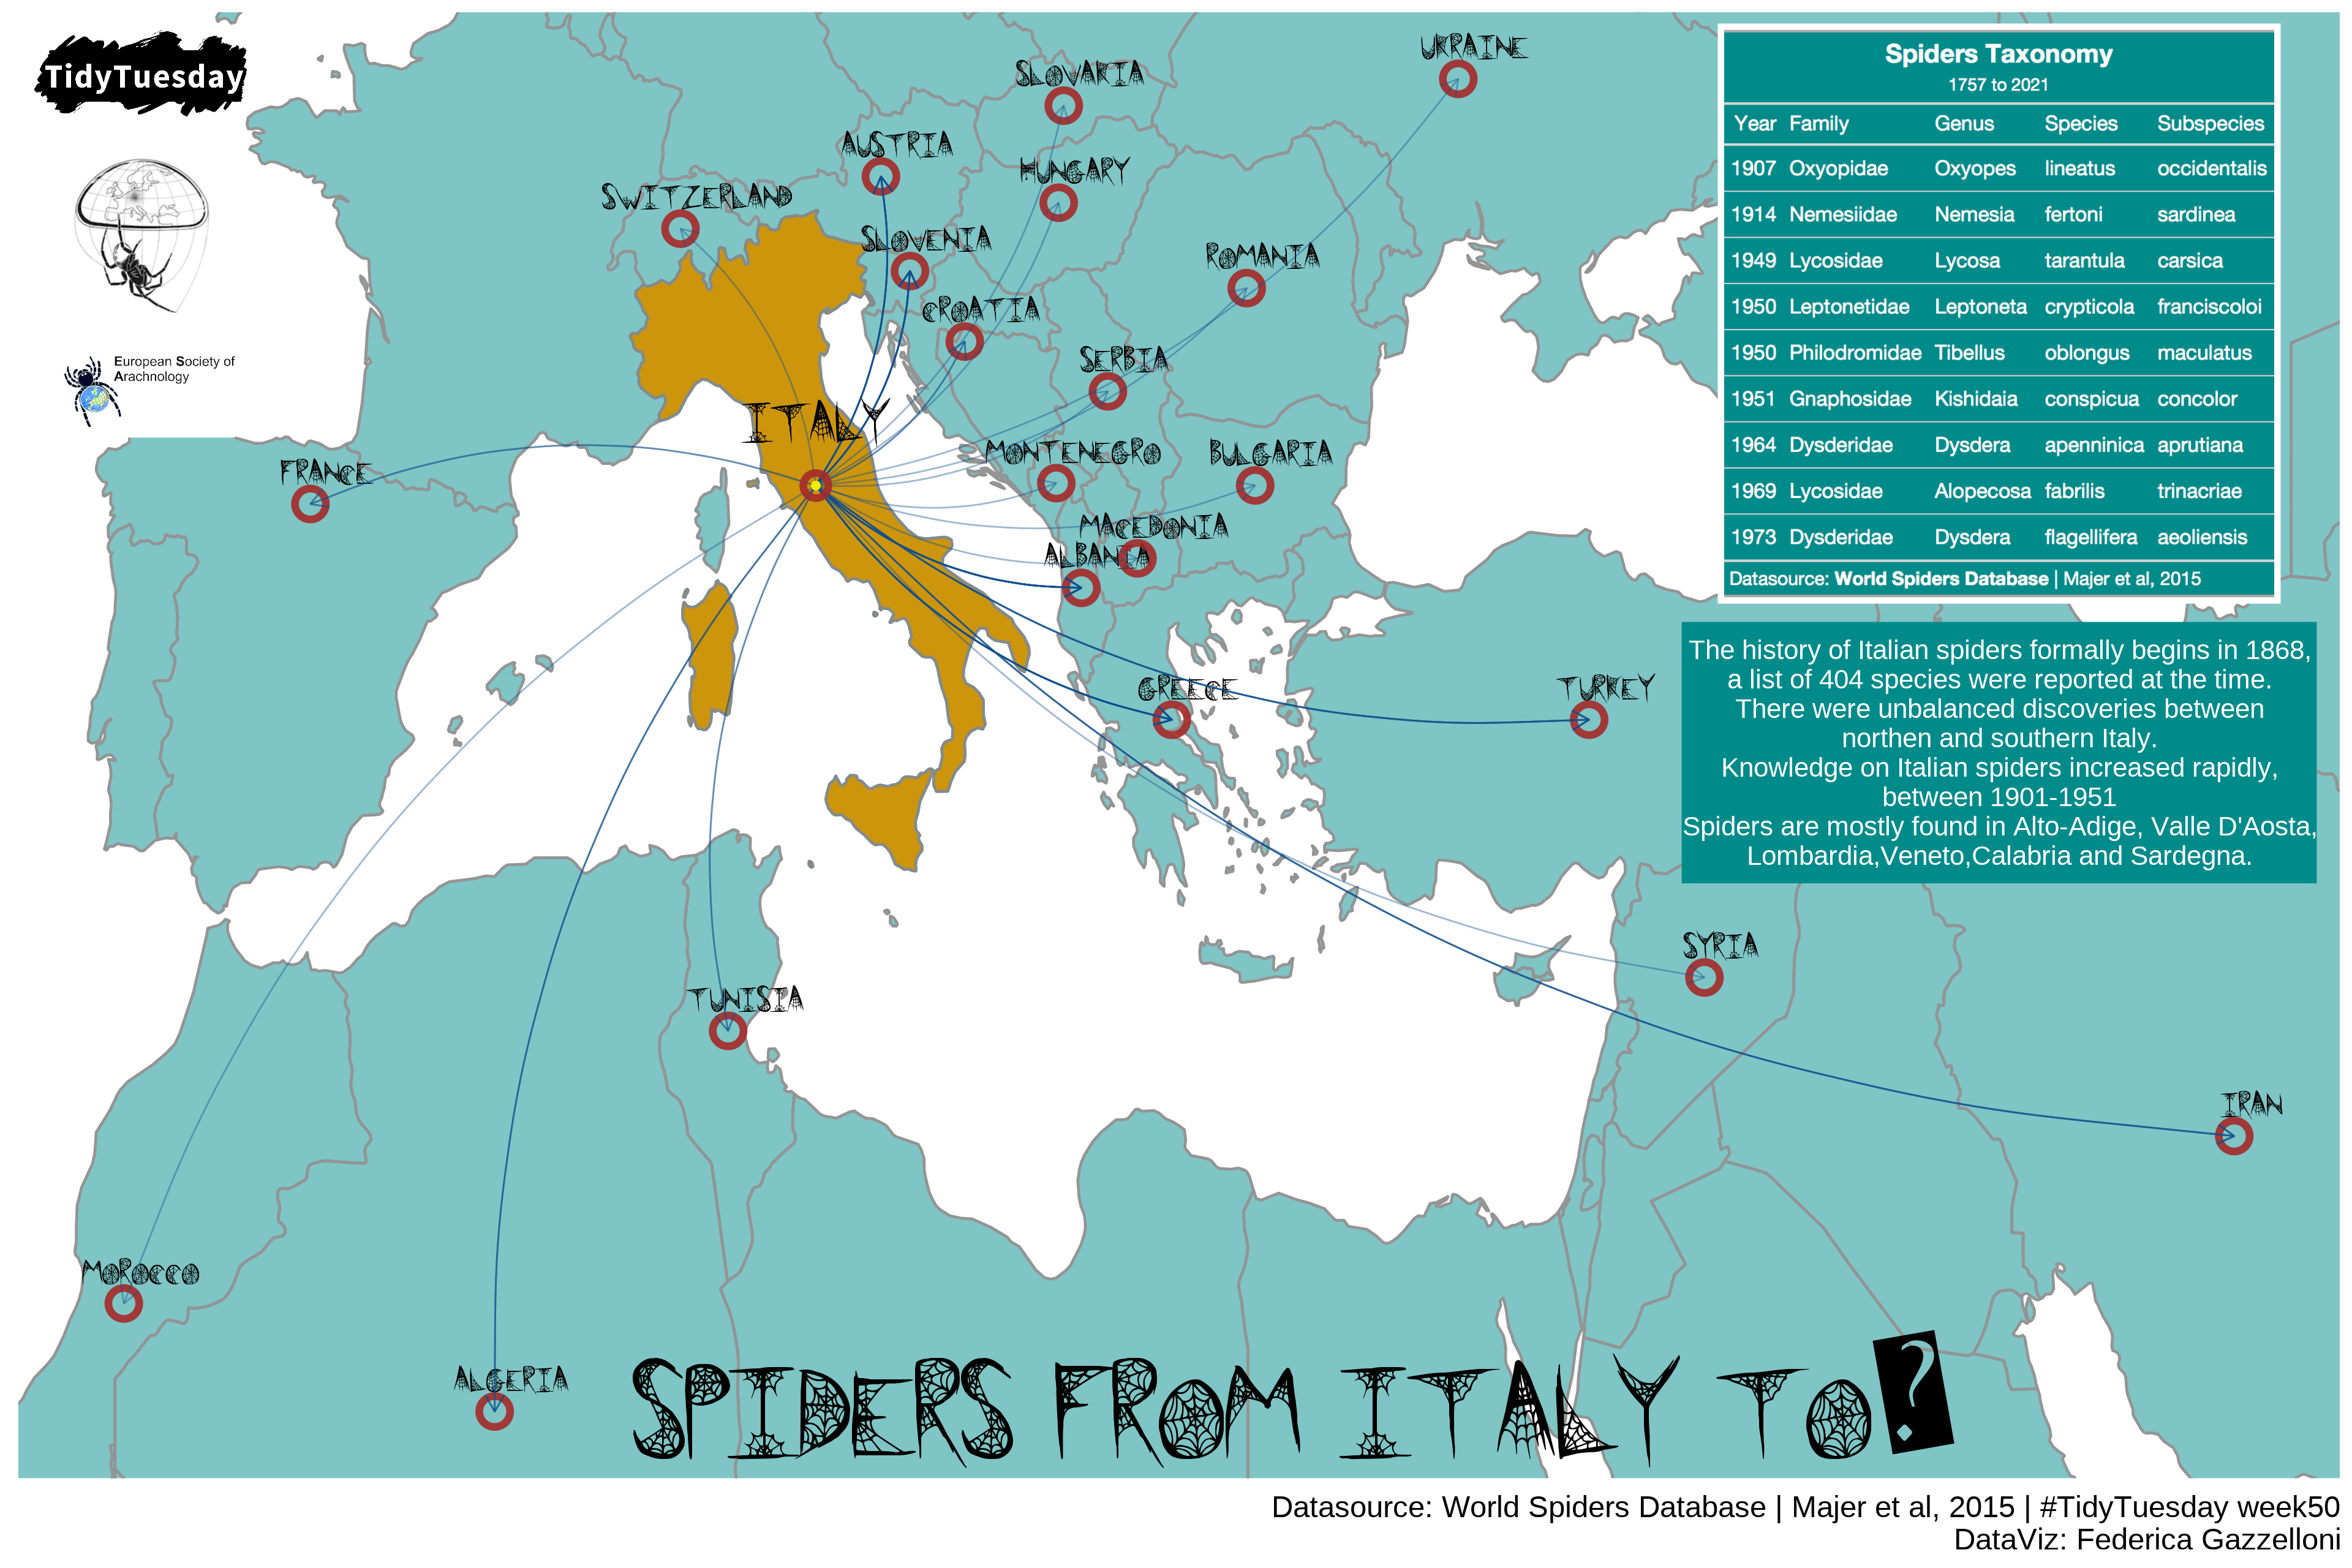 TidyTuesday
European Society of
Arachnology
UKRAINE
SLOVAKIA
AUSTRIA
HUNGARY
SWITZERLAND
SLOVENIA
ROMANIA
CROATIA
SERBIA
ITALY
MONTENEGRO
BULGARIA
FRANCE
MACEDONIA
ALBANIA
GREECE
TURKEY
SYRIA
TUNISIA
IRAN
MOROCCO
ALGERIA
Spiders Taxonomy
1757 to 2021
Year Family Genus Species Subspecies
1907 Oxyopidae Oxyopes lineatus occidentalis
1914 Nemesiidae Nemesia fertoni sardinea
1949 Lycosidae Lycosa tarantula carsica
1950 Leptonetidae Leptoneta crypticola franciscoloi
1950 Philodromidae Tibellus oblongus maculatus
1951 Gnaphosidae Kishidaia conspicua concolor
1964 Dysderidae Dysdera apenninica aprutiana
1969 Lycosidae Alopecosa fabrilis trinacriae
1973 Dysderidae Dysdera flagellifera aeoliensis
Datasource: World Spiders Database | Majer et al, 2015
The history of Italian spiders formally begins in 1868,
a list of 404 species were reported at the time.
There were unbalanced discoveries between
northen and southern Italy.
Knowledge on Italian spiders increased rapidly,
between 1901-1951
Spiders are mostly found in Alto-Adige, Valle D'Aosta,
Lombardia,Veneto,Calabria and Sardegna.
SPIDERS FROM ITALY TO?
Datasource: World Spiders Database | Majer et al, 2015 | #TidyTuesday week50
DataViz: Federica Gazzelloni